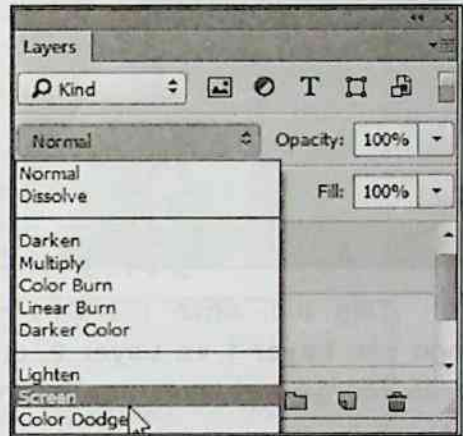 Layers
Kind
Normal Opacity: 100%
Normal
Dissolve Fill: 100%
Darken
Multiply
Color Burn
Linear Burn
Darker Color
Lighten
Screen
Color Dodge